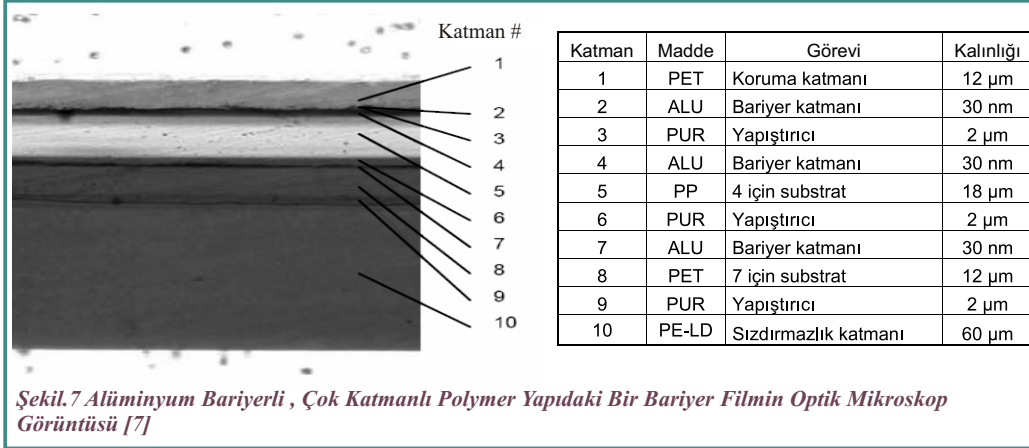 Katman #
1
2
3
4
5
6
7
8
9
10
Katman Madde Görevi Kalınlığı
1 PET Koruma katmanı 12 µm
2 ALU Bariyer katmanı 30 nm
3 PUR Yapıştırıcı 2 µm
4 ALU Bariyer katmanı 30 nm
5 PP 4 için substrat 18 µm
6 PUR Yapıştırıcı 2 µm
7 ALU Bariyer katmanı 30 nm
8 PET 7 için substrat 12 µm
9 PUR Yapıştırıcı 2 µm
10 PE-LD Sızdırmazlık katmanı 60 µm
Şekil.7 Alüminyum Bariyerli , Çok Katmanlı Polymer Yapıdaki Bir Bariyer Filmin Optik Mikroskop
Görüntüsü [7]